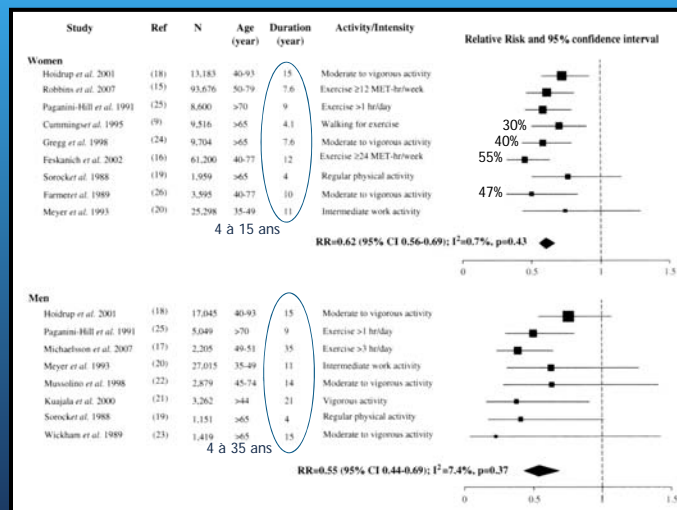 Study Ref N Age (year) Duration (year) Activity/Intensity Relative Risk and 95% confidence interval
Women
Hoidrup et al. 2001 (18) 13,183 40-93 15 Moderate to vigorous activity
Robbins et al. 2007 (15) 93,676 50-79 7.6 Exercise ≥12 MET-hr/week
Paganini-Hill et al. 1991 (25) 8,600 >70 9 Exercise >1 hr/day
Cummingset al. 1995 (9) 9,516 >65 4.1 Walking for exercise 30%
Gregg et al. 1998 (24) 9,704 >65 7.6 Moderate to vigorous activity 40%
Feskanich et al. 2002 (16) 61,200 40-77 12 Exercise ≥24 MET-hr/week 55%
Sorocket al. 1988 (19) 1,959 >65 4 Regular physical activity
Farmeret al. 1989 (26) 3,595 40-77 10 Moderate to vigorous activity 47%
Meyer et al. 1993 (20) 25,298 35-49 11 Intermediate work activity
4 à 15 ans
RR=0.62 (95% CI 0.56-0.69); I²=0.7%, p=0.43
0 0.5 1 1.5
Men
Hoidrup et al. 2001 (18) 17,045 40-93 15 Moderate to vigorous activity
Paganini-Hill et al. 1991 (25) 5,049 >70 9 Exercise >1 hr/day
Michaelsson et al. 2007 (17) 2,205 49-51 35 Exercise >3 hr/day
Meyer et al. 1993 (20) 27,015 35-49 11 Intermediate work activity
Mussolino et al. 1998 (22) 2,879 45-74 14 Moderate to vigorous activity
Kuajala et al. 2000 (21) 3,262 >44 21 Vigorous activity
Sorocket al. 1988 (19) 1,151 >65 4 Regular physical activity
Wickham et al. 1989 (23) 1,419 >65 15 Moderate to vigorous activity
4 à 35 ans
RR=0.55 (95% CI 0.44-0.69); I²=7.4%, p=0.37
0 0.5 1 1.5